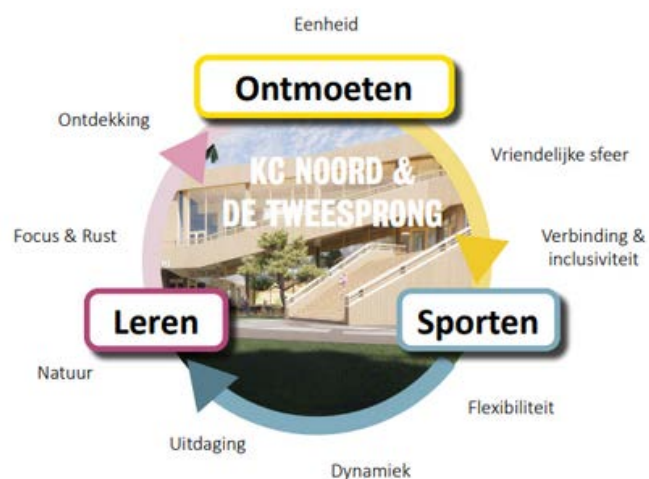 Eenheid
Ontmoeten
Ontdekking
Vriendelijke sfeer
KC NOORD &
DE TWEESPRONG
Focus & Rust
Verbinding &
inclusiviteit
Leren
Sporten
Natuur
Flexibiliteit
Uitdaging
Dynamiek